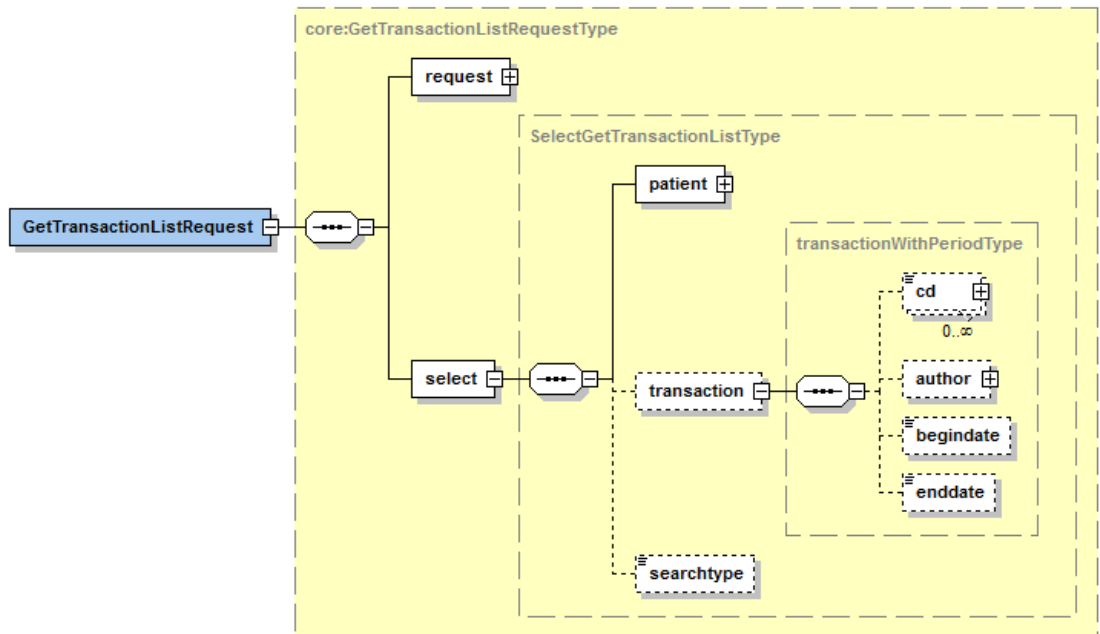 core:GetTransactionListRequestType
request
SelectGetTransactionListType
patient
GetTransactionListRequest
transactionWithPeriodType
cd
0..∞
select
transaction
author
begindate
enddate
searchtype